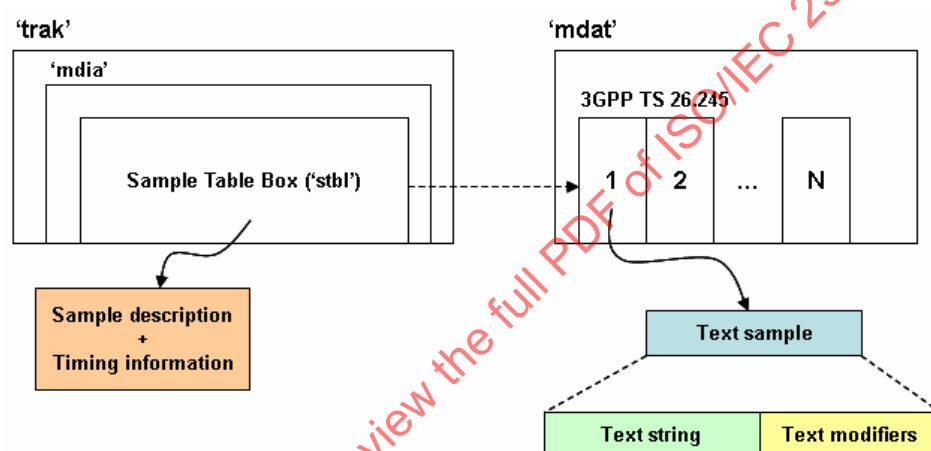 ‘trak’
‘mdia’
Sample Table Box (‘stbl’)
Sample description
+
Timing information
‘mdat’
3GPP TS 26.245
1
2
...
N
Text sample
Text string
Text modifiers
view the full PDF of ISO/IEC 23